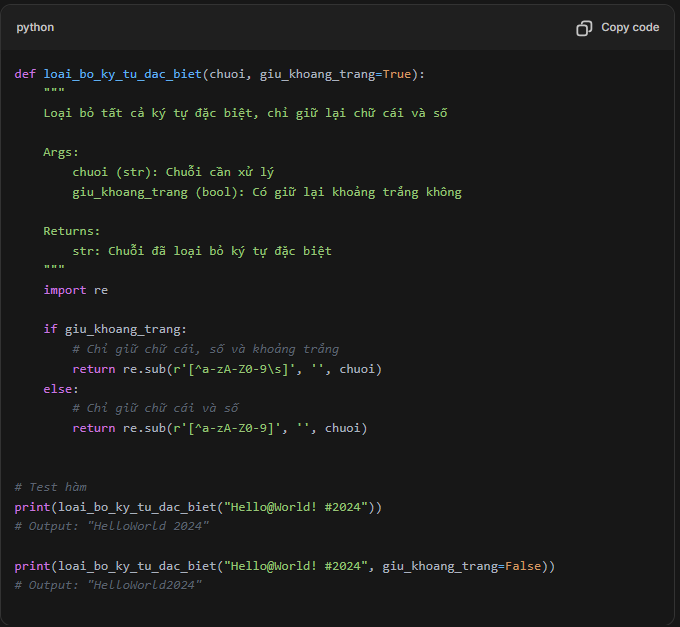 python
Copy code
def loai_bo_ky_tu_dac_biet(chuoi, giu_khoang_trang=True):
    """
    Loại bỏ tất cả ký tự đặc biệt, chỉ giữ lại chữ cái và số

    Args:
        chuoi (str): Chuỗi cần xử lý
        giu_khoang_trang (bool): Có giữ lại khoảng trắng không

    Returns:
        str: Chuỗi đã loại bỏ ký tự đặc biệt
    """
    import re

    if giu_khoang_trang:
        # Chỉ giữ chữ cái, số và khoảng trắng
        return re.sub(r'[^a-zA-Z0-9\s]', '', chuoi)
    else:
        # Chỉ giữ chữ cái và số
        return re.sub(r'[^a-zA-Z0-9]', '', chuoi)


# Test hàm
print(loai_bo_ky_tu_dac_biet("Hello@World! #2024"))
# Output: "HelloWorld 2024"

print(loai_bo_ky_tu_dac_biet("Hello@World! #2024", giu_khoang_trang=False))
# Output: "HelloWorld2024"